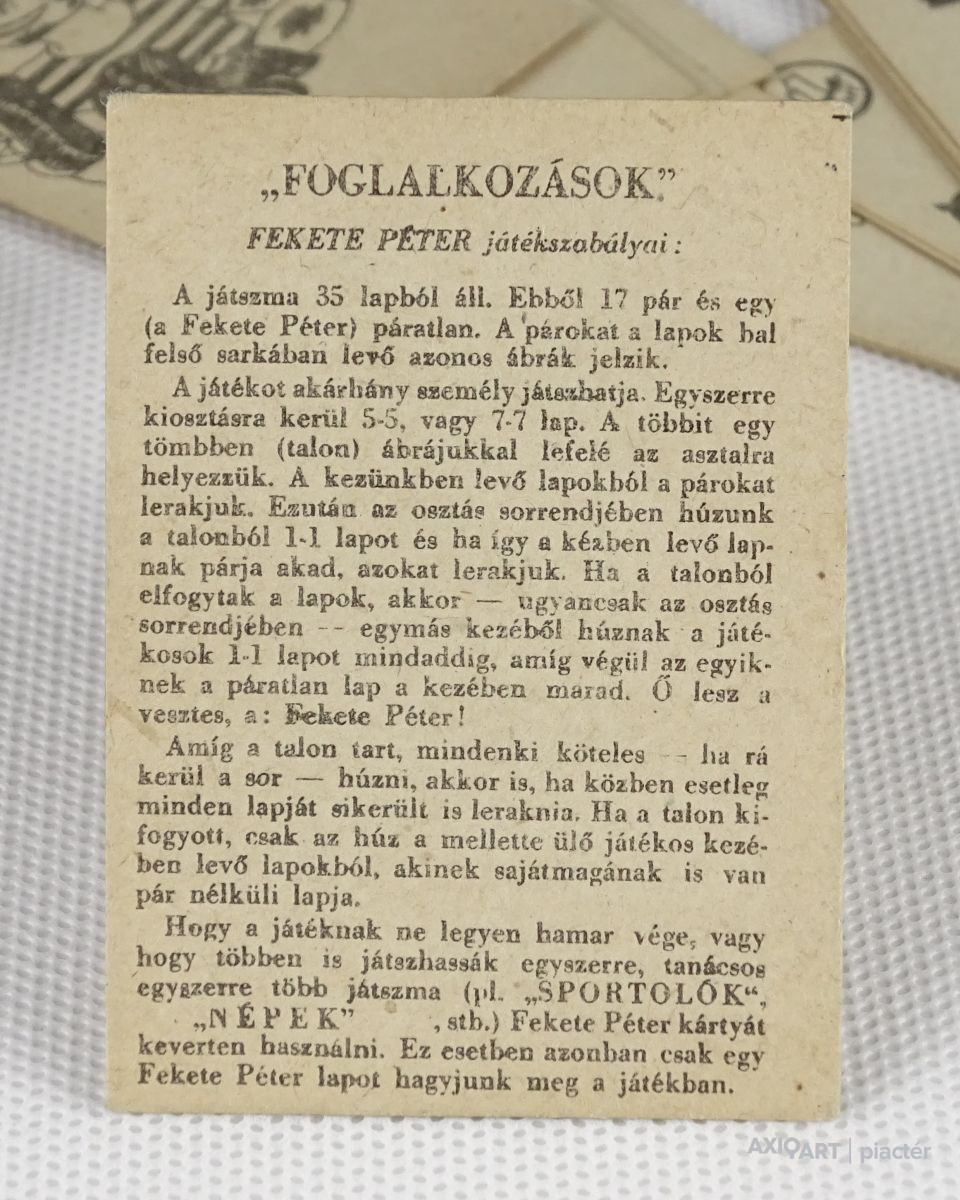 „FOGLALKOZÁSOK”
FEKETE PÉTER játékszabályai:
A játszma 35 lapból áll. Ebből 17 pár és egy
(a Fekete Péter) páratlan. A párokat a lapok bal
felső sarkában levő azonos ábrák jelzik.
A játékot akárhány személy játszhatja. Egyszerre
kiosztásra kerül 5-5, vagy 7-7 lap. A többit egy
tömbben (talon) ábrájukkal lefelé az asztalra
helyezzük. A kezünkben levő lapokból a párokat
lerakjuk. Ezután az osztás sorrendjében húzunk
a talonból 1-1 lapot és ha így a kézben levő lap-
nak párja akad, azokat lerakjuk. Ha a talonból
elfogytak a lapok, akkor — ugyancsak az osztás
sorrendjében -- egymás kezéből húznak a játé-
kosok 1-1 lapot mindaddig, amíg végül az egyik-
nek a páratlan lap a kezében marad. Ő lesz a
vesztes, a: Fekete Péter!
Amíg a talon tart, mindenki köteles -- ha rá
kerül a sor — húzni, akkor is, ha közben esetleg
minden lapját sikerült is leraknia. Ha a talon ki-
fogyott, csak az húz a mellette ülő játékos kezé-
ben levő lapokból, akinek sajátmagának is van
pár nélküli lapja.
Hogy a játéknak ne legyen hamar vége, vagy
hogy többen is játszhassák egyszerre, tanácsos
egyszerre több játszma (pl. „SPORTOLÓK“,
„NÉPEK” , stb.) Fekete Péter kártyát
keverten használni. Ez esetben azonban csak egy
Fekete Péter lapot hagyjunk meg a játékban.
AXIOART | piactér